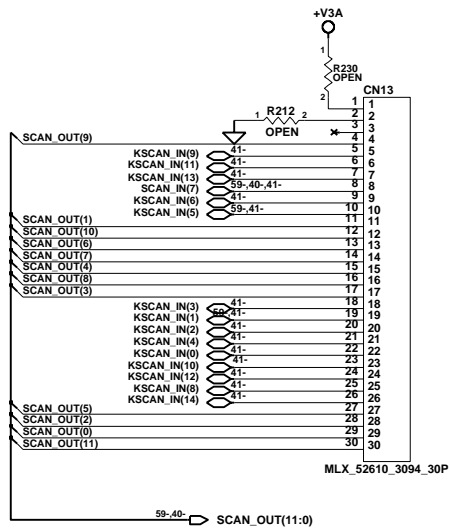 +V3A
1
R230
OPEN
2
CN13
R212
1 2
OPEN
1 1
2 2
3 3
SCAN_OUT(9) 4 4
KSCAN_IN(9) 41- 5 5
KSCAN_IN(11) 41- 6 6
KSCAN_IN(13) 41- 7 7
SCAN_IN(7) 59-,40-,41- 8 8
KSCAN_IN(6) 41- 9 9
KSCAN_IN(5) 59-,41- 10 10
SCAN_OUT(1) 11 11
SCAN_OUT(10) 12 12
SCAN_OUT(6) 13 13
SCAN_OUT(7) 14 14
SCAN_OUT(4) 15 15
SCAN_OUT(8) 16 16
SCAN_OUT(3) 17 17
KSCAN_IN(3) 41- 18 18
KSCAN_IN(1) 59-,41- 19 19
KSCAN_IN(2) 41- 20 20
KSCAN_IN(4) 41- 21 21
KSCAN_IN(0) 41- 22 22
KSCAN_IN(10) 41- 23 23
KSCAN_IN(12) 41- 24 24
KSCAN_IN(8) 41- 25 25
KSCAN_IN(14) 41- 26 26
SCAN_OUT(5) 27 27
SCAN_OUT(2) 28 28
SCAN_OUT(0) 29 29
SCAN_OUT(11) 30 30
MLX_52610_3094_30P
59-,40- SCAN_OUT(11:0)